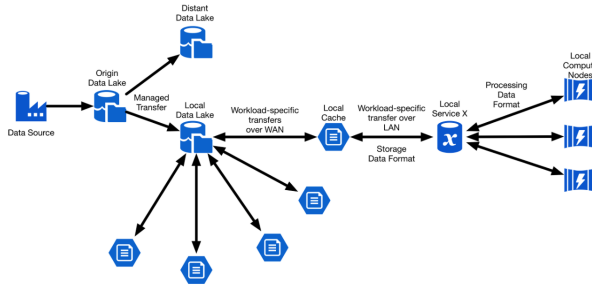 Distant
Data Lake
Origin
Data Lake
Managed
Transfer
Data Source
Local
Data Lake
Workload-specific
transfers
over WAN
Local
Cache
Workload-specific
transfer over
LAN
Storage
Data Format
Local
Service X
x
Processing
Data
Format
Local
Compute
Nodes